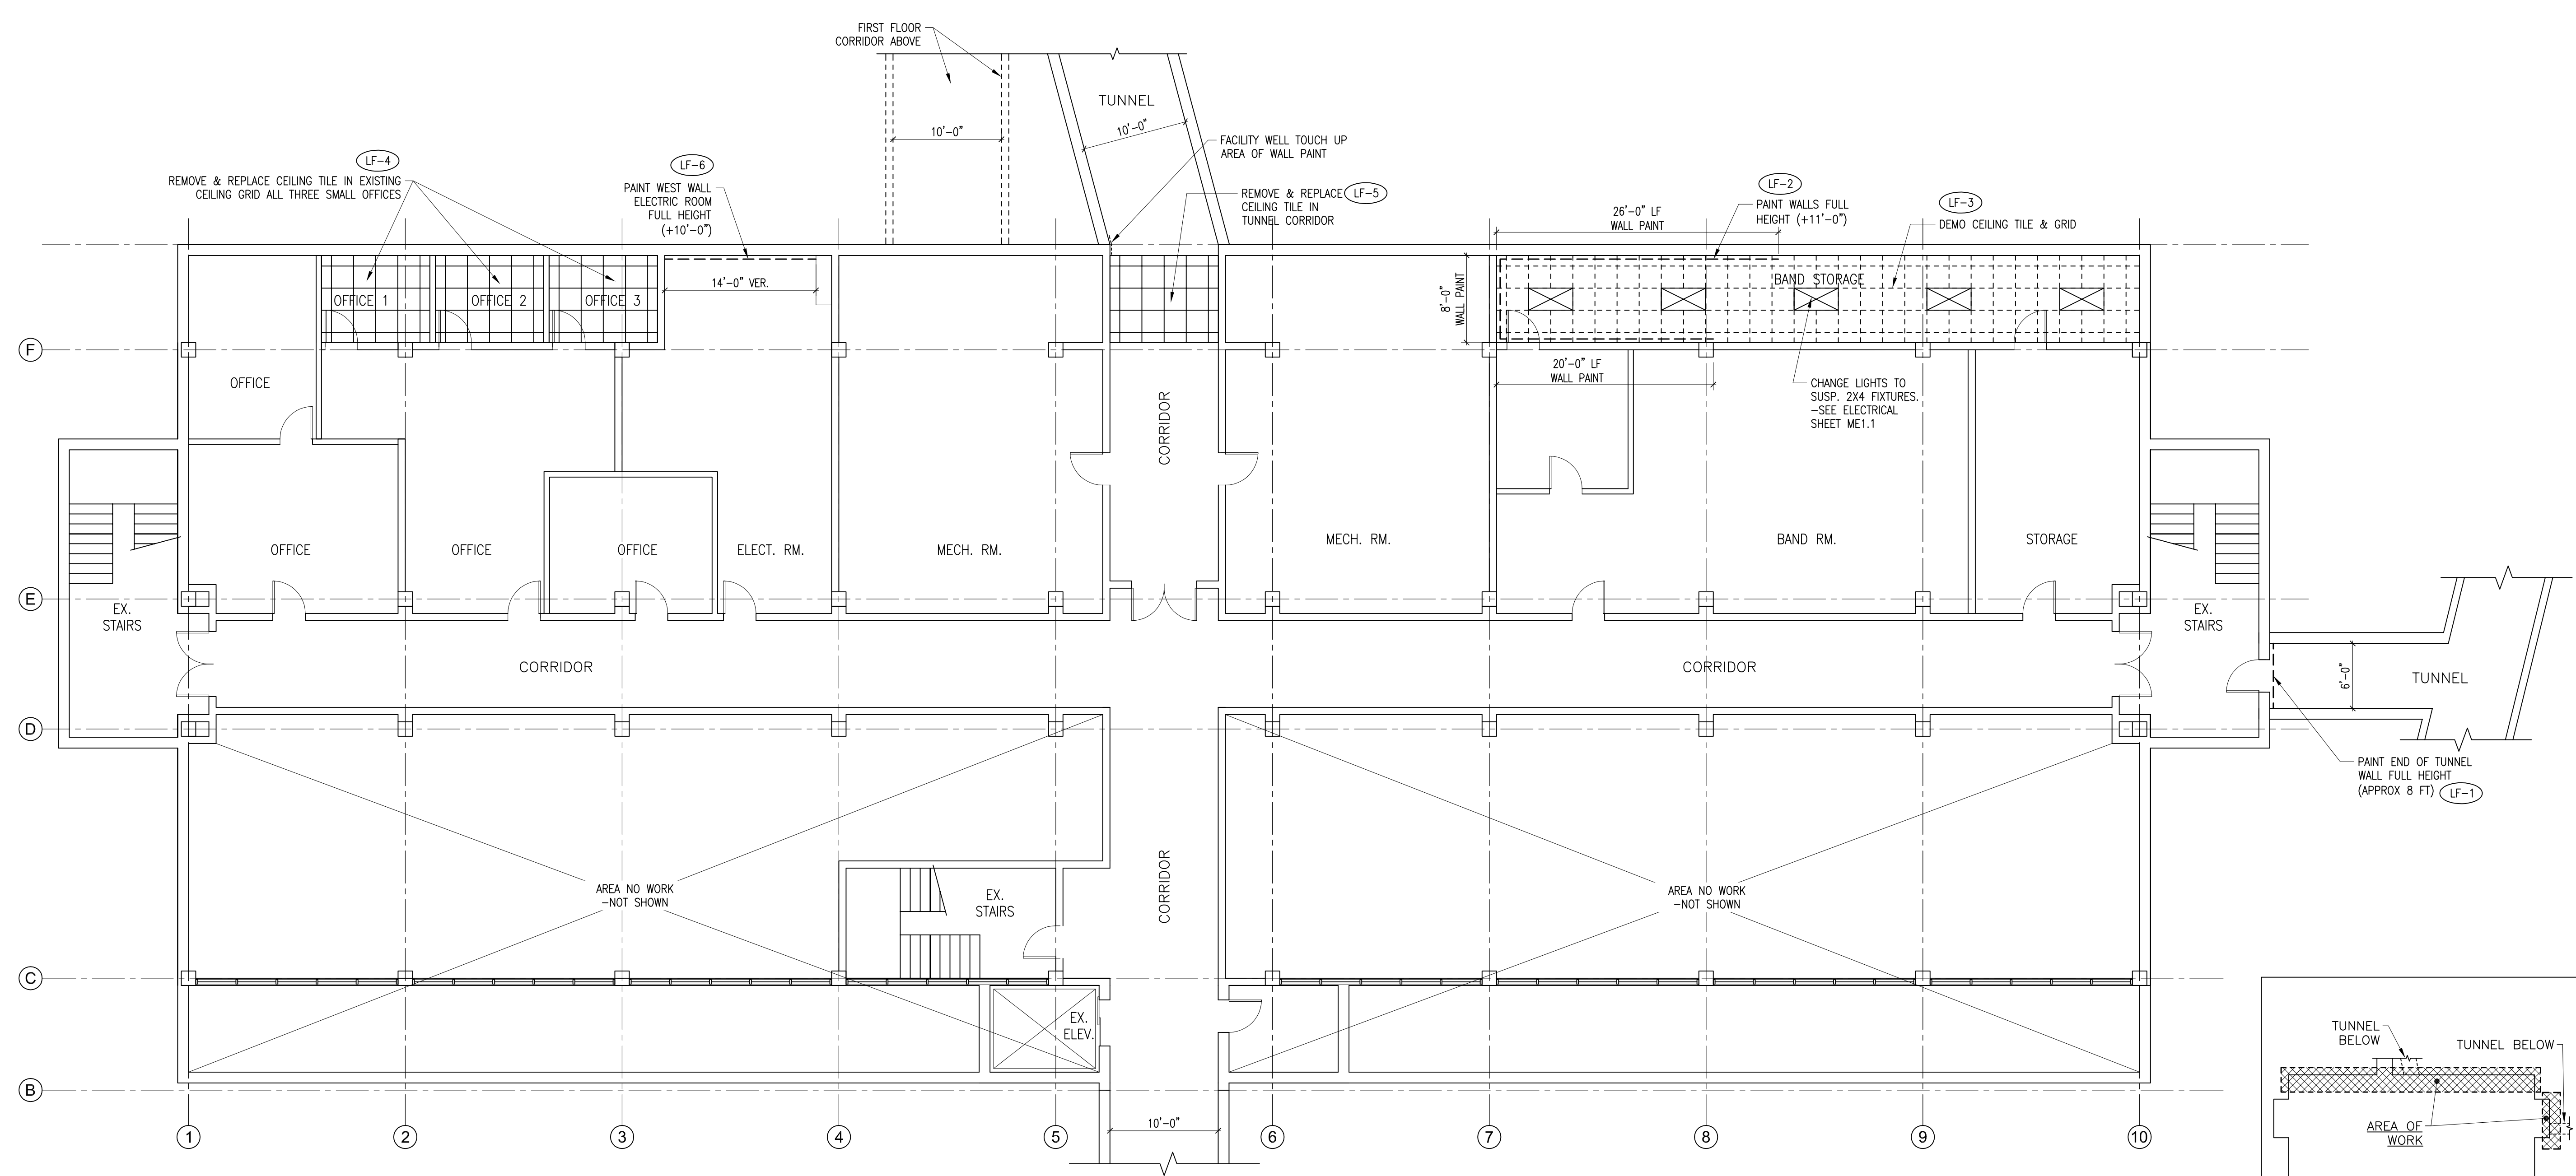 FIRST FLOOR
CORRIDOR ABOVE
TUNNEL
10'-0"
10'-0"
FACILITY WELL TOUCH UP
AREA OF WALL PAINT
LF-4
REMOVE & REPLACE CEILING TILE IN EXISTING
CEILING GRID ALL THREE SMALL OFFICES
LF-6
PAINT WEST WALL
ELECTRIC ROOM
FULL HEIGHT
(+10'-0")
REMOVE & REPLACE LF-5
CEILING TILE IN
TUNNEL CORRIDOR
LF-2
PAINT WALLS FULL
HEIGHT (+11'-0")
26'-0" LF
WALL PAINT
LF-3
DEMO CEILING TILE & GRID
14'-0" VER.
8'-0"
WALL PAINT
BAND STORAGE
OFFICE 1
OFFICE 2
OFFICE 3
F
20'-0" LF
WALL PAINT
CHANGE LIGHTS TO
SUSP. 2X4 FIXTURES.
-SEE ELECTRICAL
SHEET ME1.1
OFFICE
CORRIDOR
OFFICE
OFFICE
OFFICE
ELECT. RM.
MECH. RM.
MECH. RM.
BAND RM.
STORAGE
E
EX.
STAIRS
EX.
STAIRS
CORRIDOR
CORRIDOR
6'-0"
TUNNEL
D
PAINT END OF TUNNEL
WALL FULL HEIGHT
(APPROX 8 FT) LF-1
AREA NO WORK
-NOT SHOWN
EX.
STAIRS
CORRIDOR
AREA NO WORK
-NOT SHOWN
C
EX.
ELEV.
TUNNEL
BELOW
TUNNEL BELOW
B
10'-0"
AREA OF
WORK
1
2
3
4
5
6
7
8
9
10